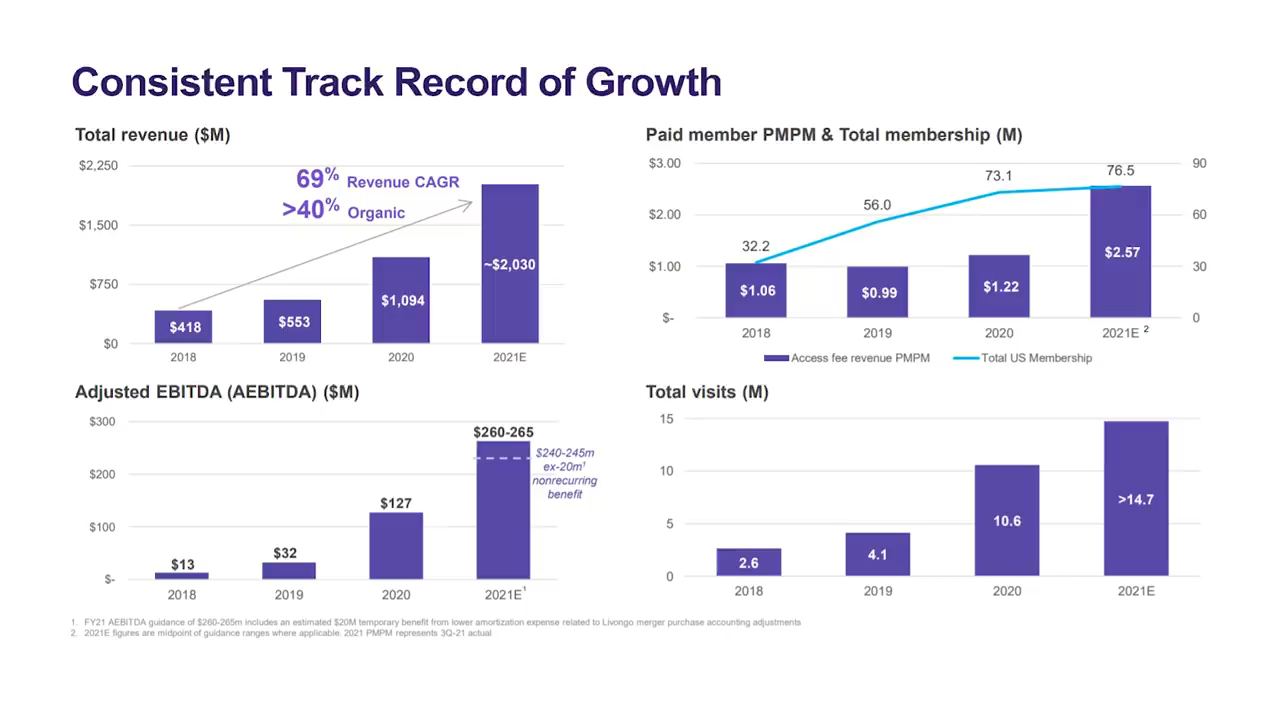 Consistent Track Record of Growth
Total revenue ($M)
$2,250
$1,500
$750
$0
69% Revenue CAGR
>40% Organic
$418
$553
$1,094
~$2,030
2018
2019
2020
2021E
Paid member PMPM & Total membership (M)
$3.00
$2.00
$1.00
$-
90
60
30
0
32.2
56.0
73.1
76.5
$1.06
$0.99
$1.22
$2.57
2018
2019
2020
2021E 2
Access fee revenue PMPM
Total US Membership
Adjusted EBITDA (AEBITDA) ($M)
$300
$200
$100
$-
$13
$32
$127
$260-265
$240-245m
ex-20m1
nonrecurring
benefit
2018
2019
2020
2021E1
Total visits (M)
15
10
5
0
2.6
4.1
10.6
>14.7
2018
2019
2020
2021E
1. FY21 AEBITDA guidance of $260-265m includes an estimated $20M temporary benefit from lower amortization expense related to Livongo merger purchase accounting adjustments
2. 2021E figures are midpoint of guidance ranges where applicable. 2021 PMPM represents 3Q-21 actual